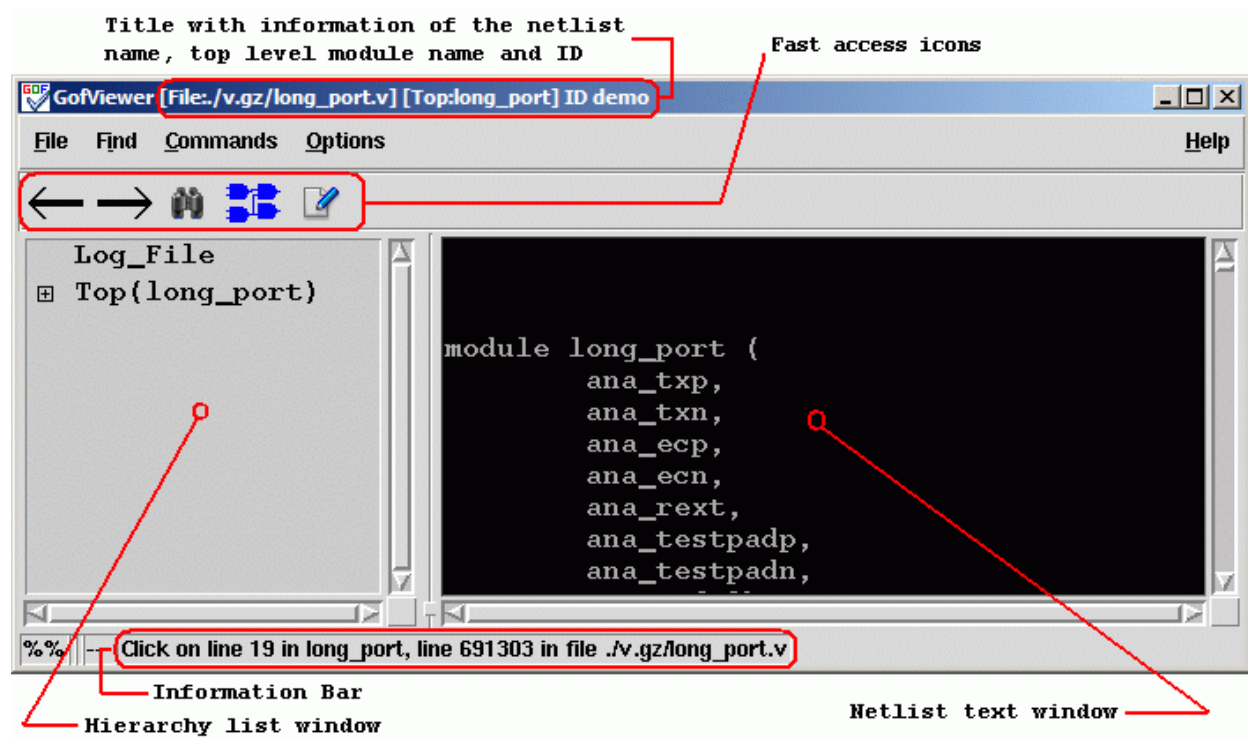 Title with information of the netlist
name, top level module name and ID
Fast access icons
GOF
GofViewer [File:./v.gz/long_port.v] [Top:long_port] ID demo
File Find Commands Options Help
Log_File
Top(long_port)
module long_port (
ana_txp,
ana_txn,
ana_ecp,
ana_ecn,
ana_rext,
ana_testpadp,
ana_testpadn,
%% -- Click on line 19 in long_port, line 691303 in file ./v.gz/long_port.v
Information Bar
Hierarchy list window
Netlist text window